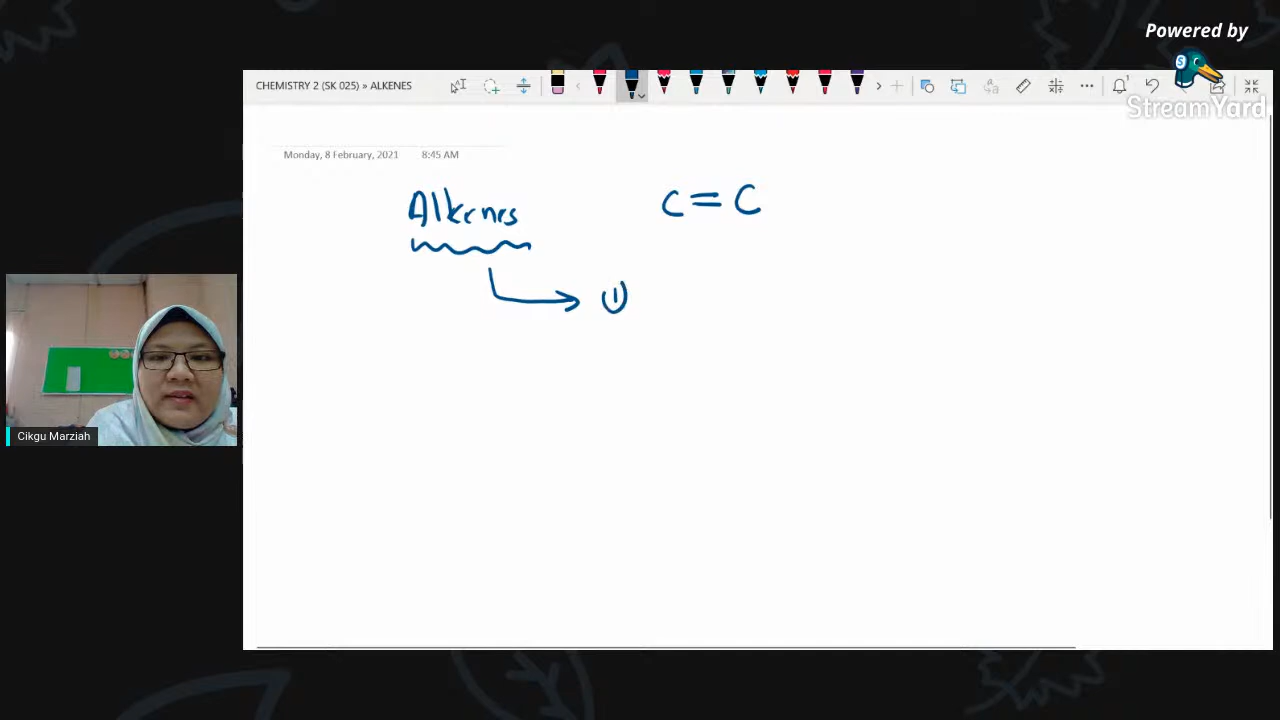 Powered by
StreamYard
CHEMISTRY 2 (SK 025) » ALKENES
Monday, 8 February, 2021 8:45 AM
Alkenes C = C
①
Cikgu Marziah